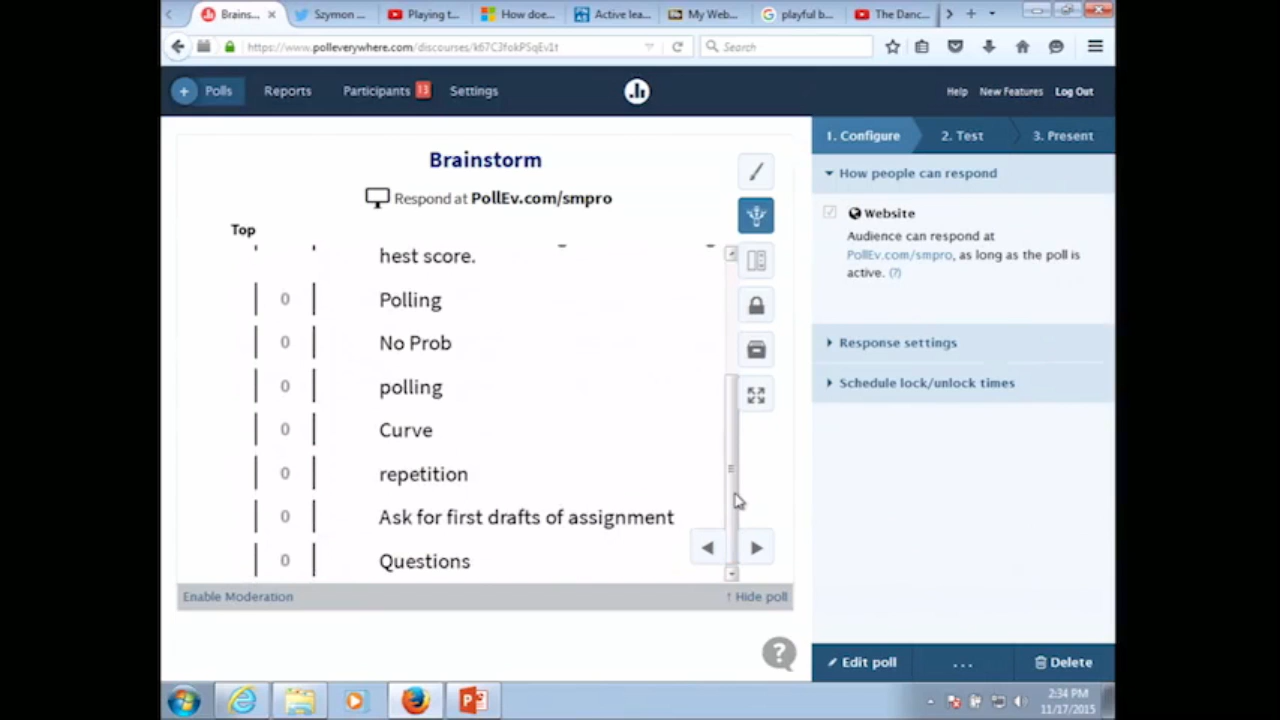 Brains...
Szymon ...
Playing t...
How doe...
Active lea...
My Web...
playful b...
The Danc...
https://www.polleverywhere.com/discourses/k67C3fokPSqEv1t
Search
Polls
Reports
Participants 13
Settings
Help
New Features
Log Out
Brainstorm
Respond at PollEv.com/smpro
Top
hest score.
0 Polling
0 No Prob
0 polling
0 Curve
0 repetition
0 Ask for first drafts of assignment
0 Questions
Enable Moderation
↑ Hide poll
1. Configure
2. Test
3. Present
How people can respond
Website
Audience can respond at
PollEv.com/smpro, as long as the poll is
active. (?)
Response settings
Schedule lock/unlock times
?
Edit poll
...
Delete
2:34 PM
11/17/2015